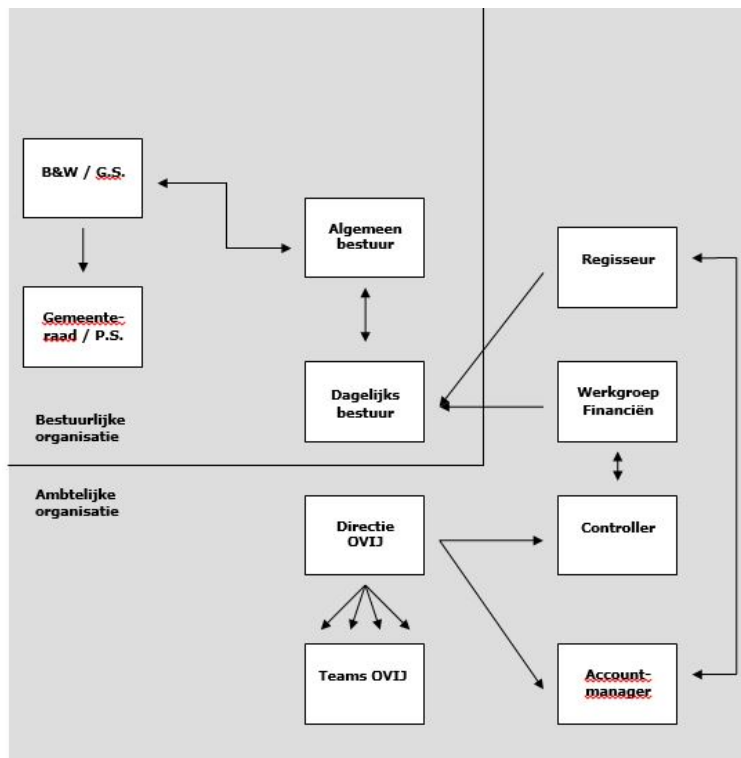 B&W / G.S.
Algemeen
bestuur
Regisseur
Gemeente-
raad / P.S.
Dagelijks
bestuur
Werkgroep
Financiën
Bestuurlijke
organisatie
Ambtelijke
organisatie
Directie
OVIJ
Controller
Teams OVIJ
Account-
manager